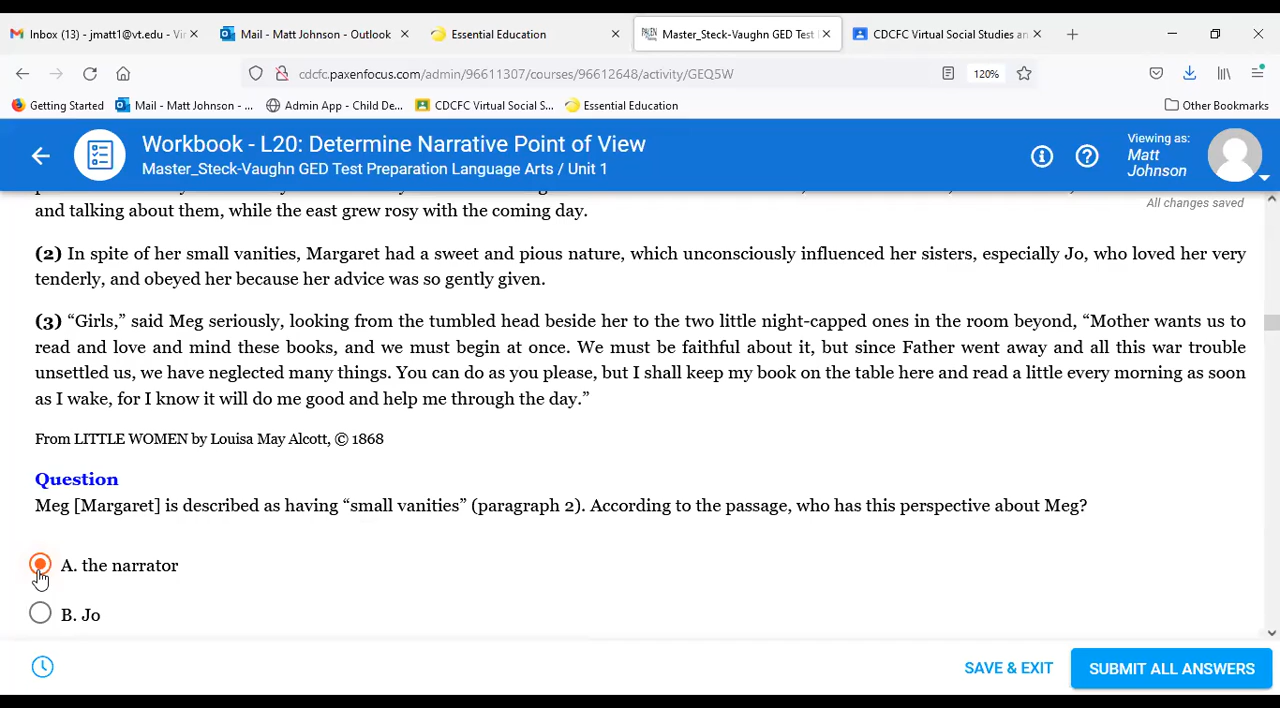 Inbox (13) - jmatt1@vt.edu - Vir
Mail - Matt Johnson - Outlook
Essential Education
PAXEN
Master_Steck-Vaughn GED Test
CDCFC Virtual Social Studies an
cdcfc.paxenfocus.com/admin/96611307/courses/96612648/activity/GEQ5W
120%
Getting Started
Mail - Matt Johnson - ...
Admin App - Child De...
CDCFC Virtual Social S...
Essential Education
Other Bookmarks
Workbook - L20: Determine Narrative Point of View
Master_Steck-Vaughn GED Test Preparation Language Arts / Unit 1
Viewing as:
Matt
Johnson
All changes saved
and talking about them, while the east grew rosy with the coming day.
(2) In spite of her small vanities, Margaret had a sweet and pious nature, which unconsciously influenced her sisters, especially Jo, who loved her very
tenderly, and obeyed her because her advice was so gently given.
(3) “Girls,” said Meg seriously, looking from the tumbled head beside her to the two little night-capped ones in the room beyond, “Mother wants us to
read and love and mind these books, and we must begin at once. We must be faithful about it, but since Father went away and all this war trouble
unsettled us, we have neglected many things. You can do as you please, but I shall keep my book on the table here and read a little every morning as soon
as I wake, for I know it will do me good and help me through the day.”
From LITTLE WOMEN by Louisa May Alcott, © 1868
Question
Meg [Margaret] is described as having “small vanities” (paragraph 2). According to the passage, who has this perspective about Meg?
A. the narrator
B. Jo
SAVE & EXIT
SUBMIT ALL ANSWERS